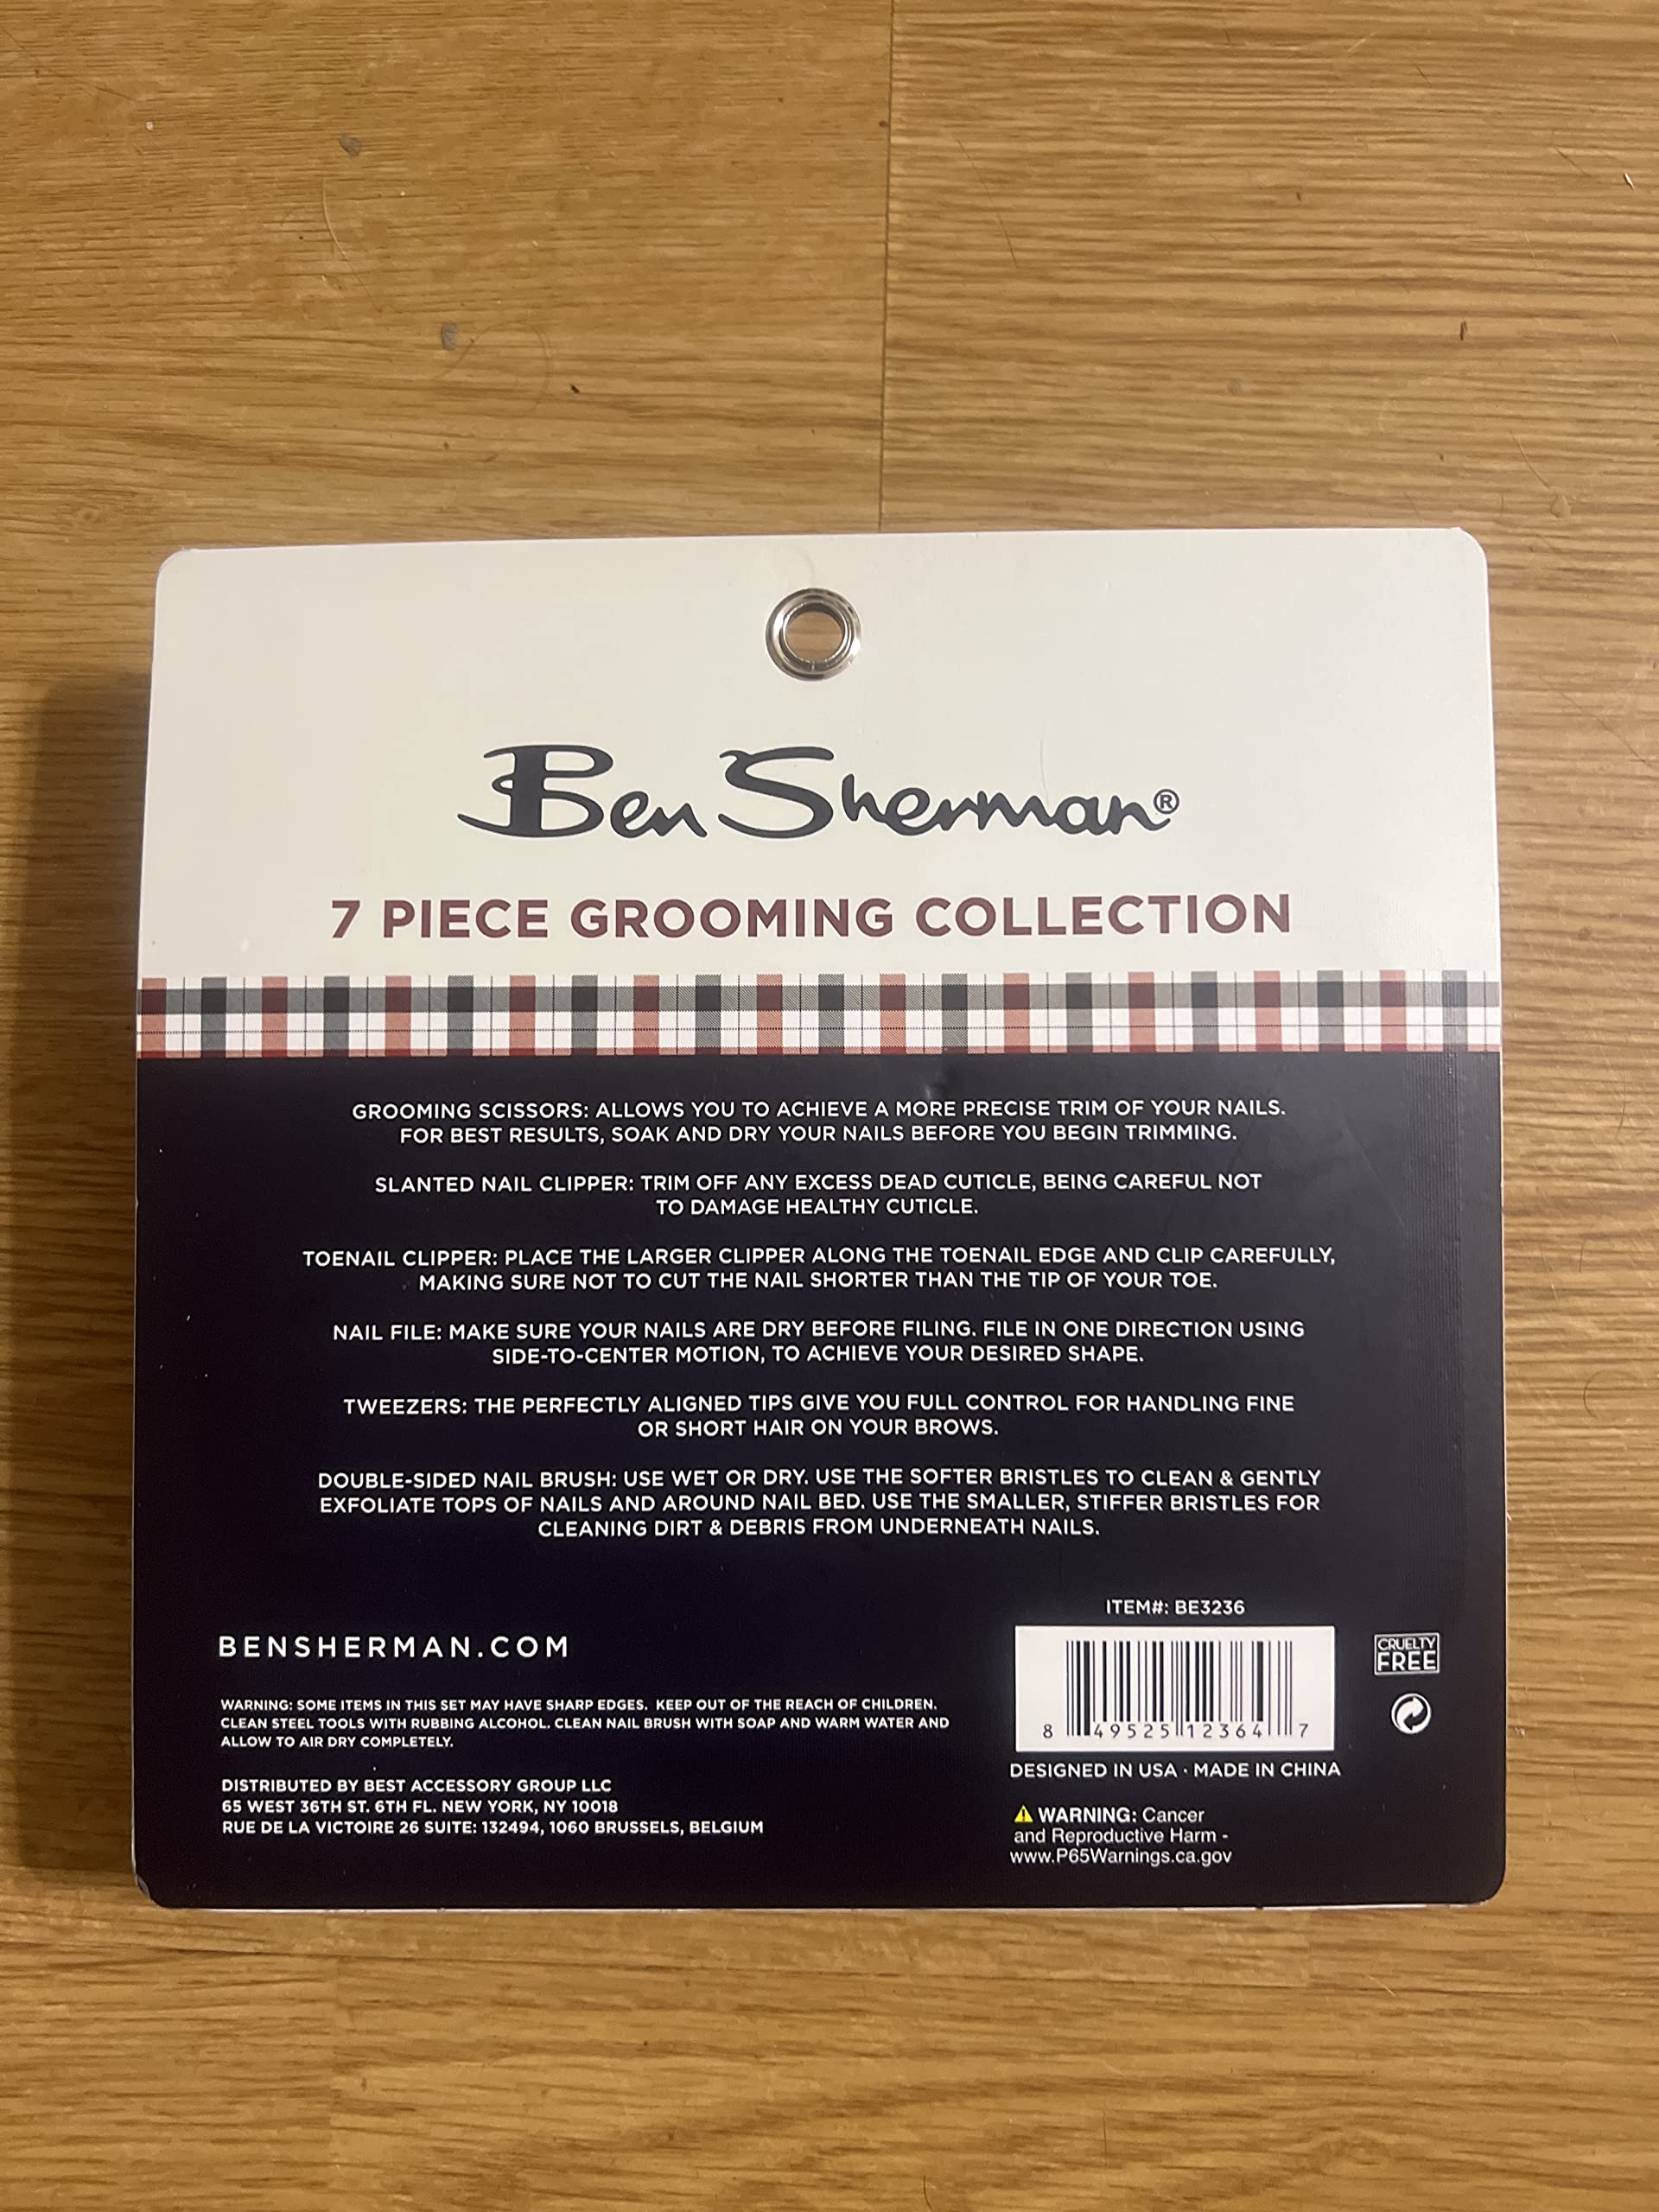 Ben Sherman®
7 PIECE GROOMING COLLECTION
GROOMING SCISSORS: ALLOWS YOU TO ACHIEVE A MORE PRECISE TRIM OF YOUR NAILS.
FOR BEST RESULTS, SOAK AND DRY YOUR NAILS BEFORE YOU BEGIN TRIMMING.
SLANTED NAIL CLIPPER: TRIM OFF ANY EXCESS DEAD CUTICLE, BEING CAREFUL NOT
TO DAMAGE HEALTHY CUTICLE.
TOENAIL CLIPPER: PLACE THE LARGER CLIPPER ALONG THE TOENAIL EDGE AND CLIP CAREFULLY,
MAKING SURE NOT TO CUT THE NAIL SHORTER THAN THE TIP OF YOUR TOE.
NAIL FILE: MAKE SURE YOUR NAILS ARE DRY BEFORE FILING. FILE IN ONE DIRECTION USING
SIDE-TO-CENTER MOTION, TO ACHIEVE YOUR DESIRED SHAPE.
TWEEZERS: THE PERFECTLY ALIGNED TIPS GIVE YOU FULL CONTROL FOR HANDLING FINE
OR SHORT HAIR ON YOUR BROWS.
DOUBLE-SIDED NAIL BRUSH: USE WET OR DRY. USE THE SOFTER BRISTLES TO CLEAN & GENTLY
EXFOLIATE TOPS OF NAILS AND AROUND NAIL BED. USE THE SMALLER, STIFFER BRISTLES FOR
CLEANING DIRT & DEBRIS FROM UNDERNEATH NAILS.
BENSHERMAN.COM
WARNING: SOME ITEMS IN THIS SET MAY HAVE SHARP EDGES. KEEP OUT OF THE REACH OF CHILDREN.
CLEAN STEEL TOOLS WITH RUBBING ALCOHOL. CLEAN NAIL BRUSH WITH SOAP AND WARM WATER AND
ALLOW TO AIR DRY COMPLETELY.
DISTRIBUTED BY BEST ACCESSORY GROUP LLC
65 WEST 36TH ST. 6TH FL. NEW YORK, NY 10018
RUE DE LA VICTOIRE 26 SUITE: 132494, 1060 BRUSSELS, BELGIUM
ITEM#: BE3236
8 49525 12364 7
DESIGNED IN USA · MADE IN CHINA
⚠ WARNING: Cancer
and Reproductive Harm -
www.P65Warnings.ca.gov
CRUELTY
FREE